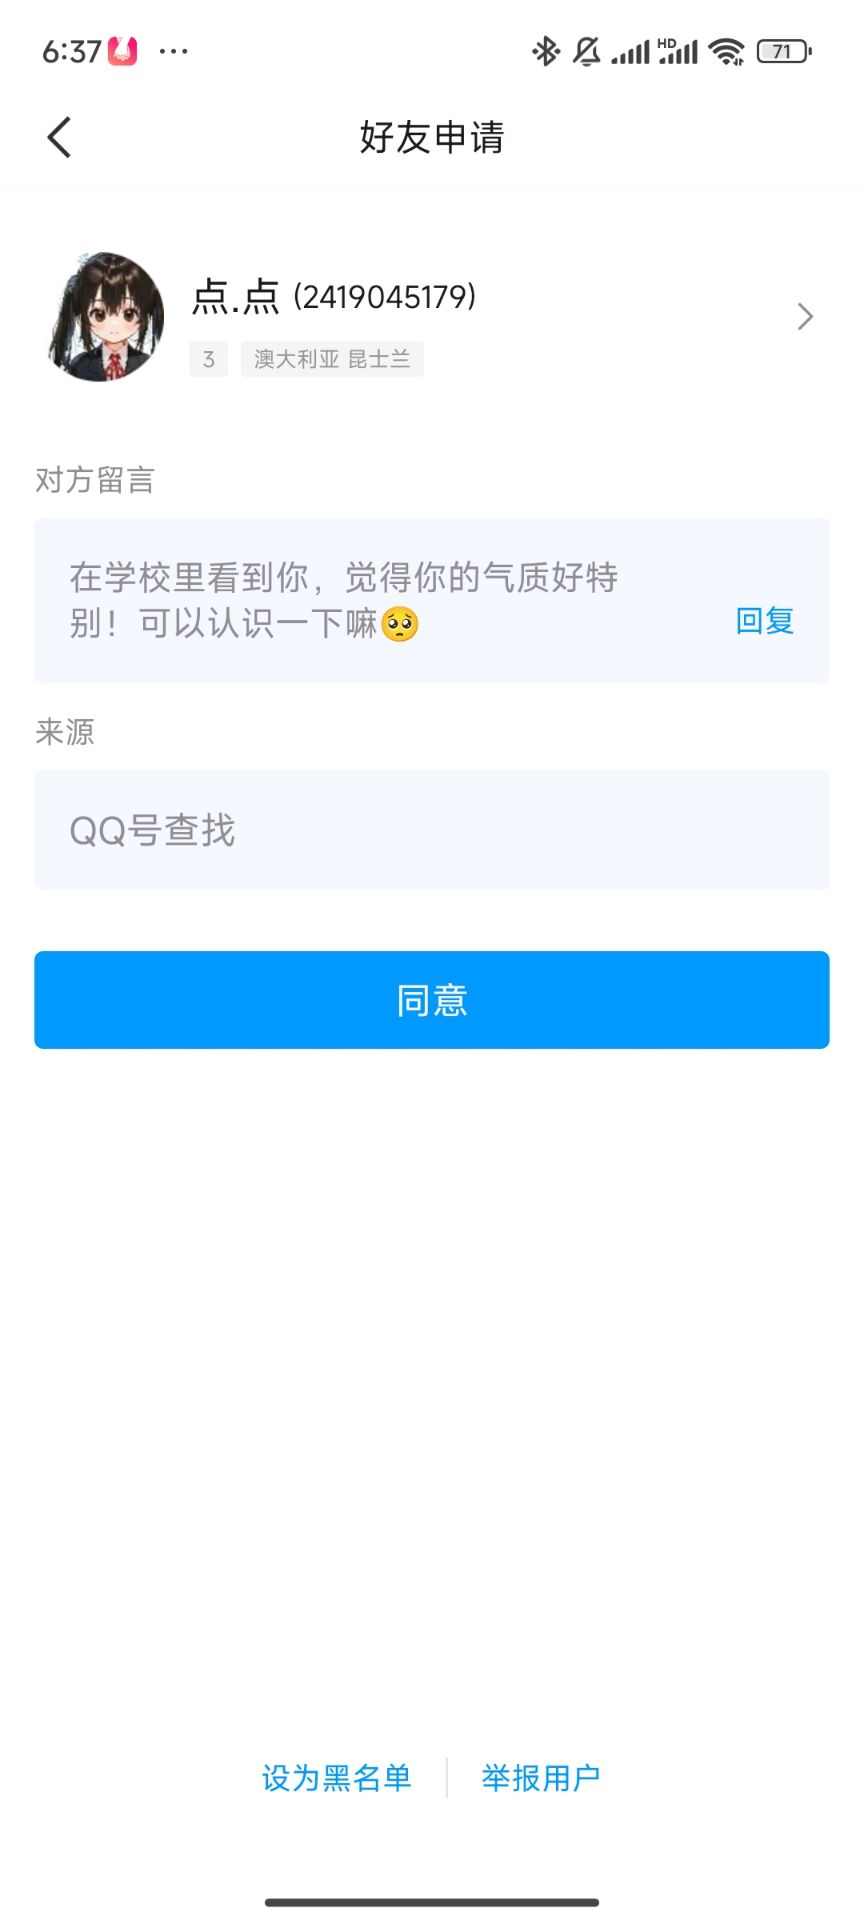 6:37 ...
HD 71
好友申请
点.点 (2419045179)
3 澳大利亚 昆士兰
对方留言
在学校里看到你，觉得你的气质好特
别！可以认识一下嘛🥺
回复
来源
QQ号查找
同意
设为黑名单 举报用户